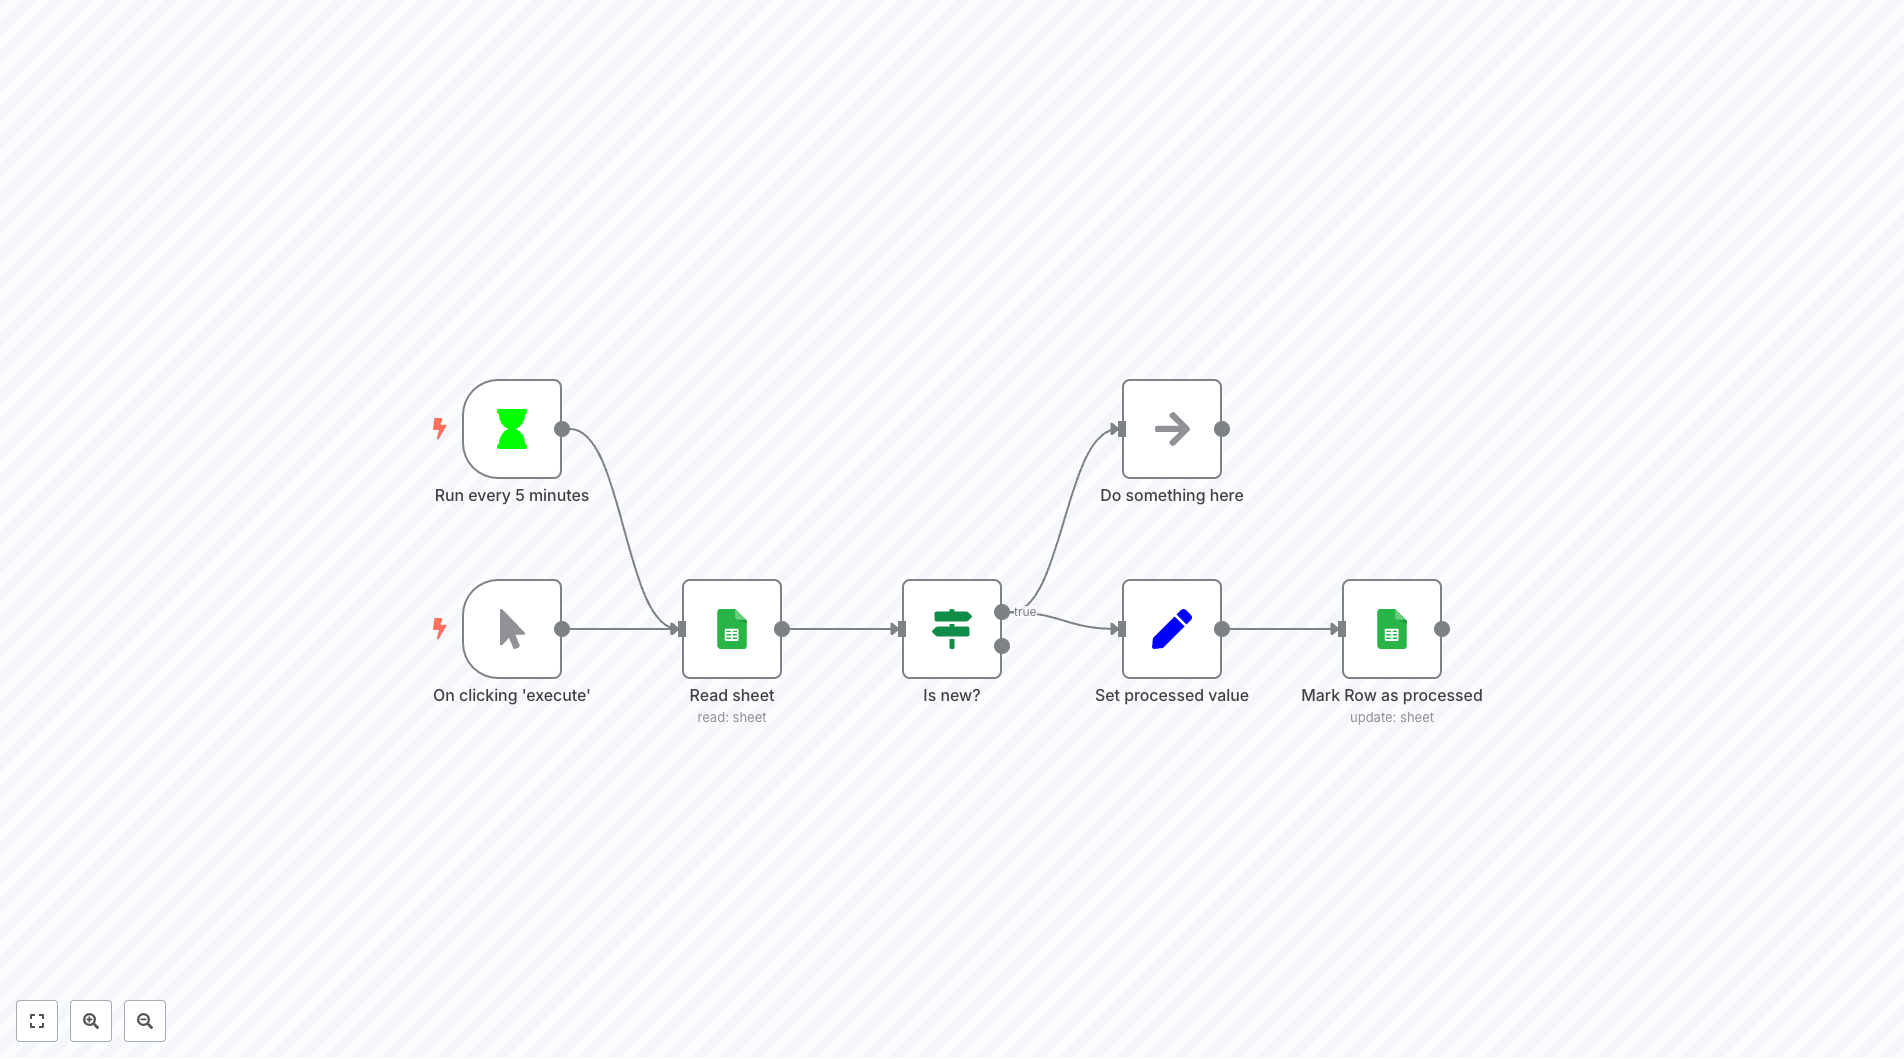 Run every 5 minutes
Do something here
true
On clicking 'execute'
Read sheet
read: sheet
Is new?
Set processed value
Mark Row as processed
update: sheet